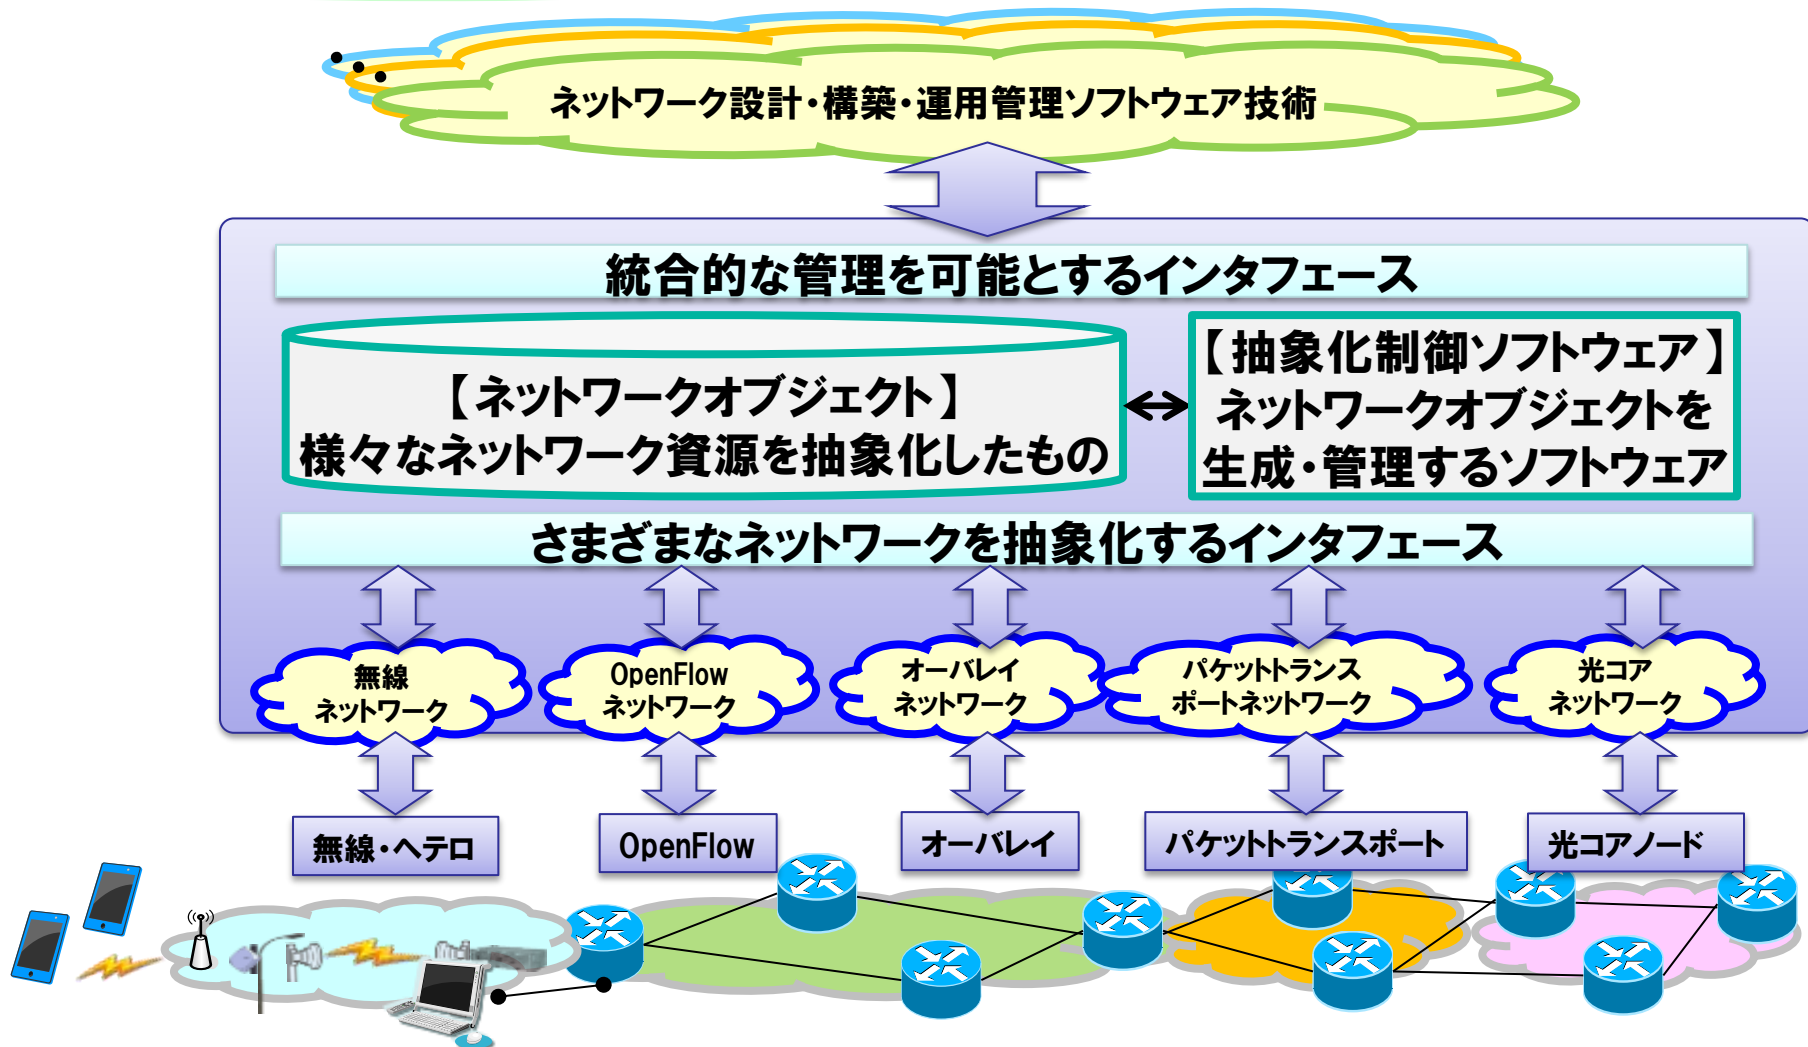 ネットワーク設計・構築・運用管理ソフトウェア技術
統合的な管理を可能とするインタフェース
【ネットワークオブジェクト】
様々なネットワーク資源を抽象化したもの
【抽象化制御ソフトウェア】
ネットワークオブジェクトを
生成・管理するソフトウェア
さまざまなネットワークを抽象化するインタフェース
無線
ネットワーク
OpenFlow
ネットワーク
オーバレイ
ネットワーク
パケットトランス
ポートネットワーク
光コア
ネットワーク
無線・ヘテロ
OpenFlow
オーバレイ
パケットトランスポート
光コアノード